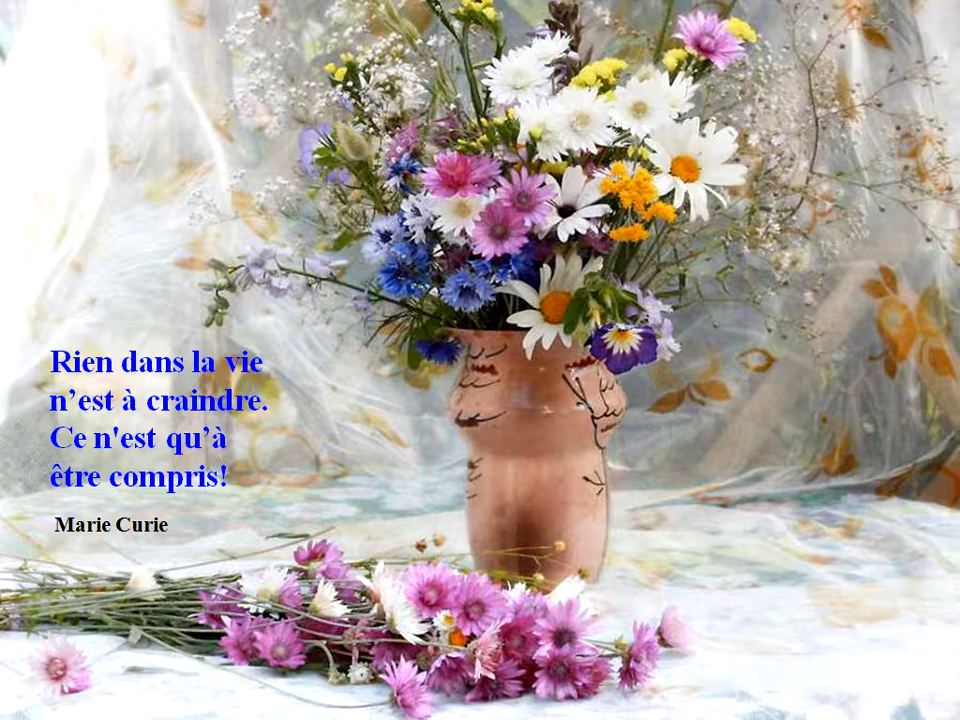 Rien dans la vie
n’est à craindre.
Ce n'est qu’à
être compris!
Marie Curie